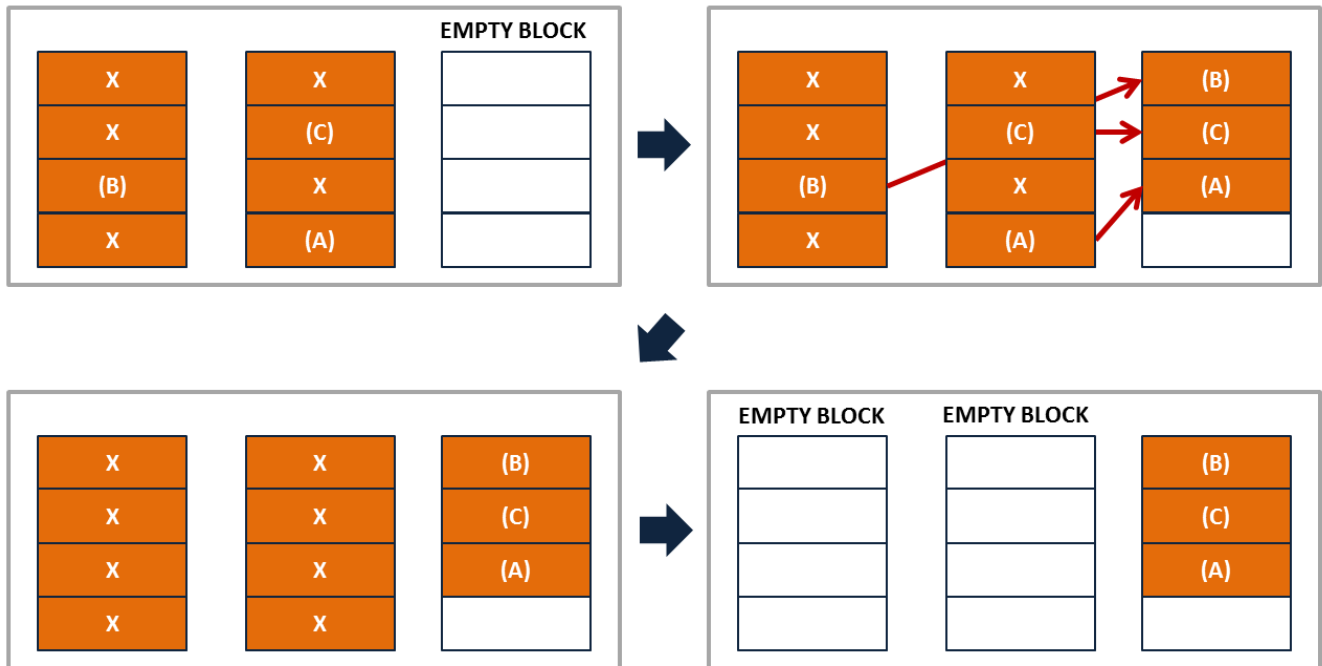 EMPTY BLOCK
X X
X (C)
(B) X
X (A)
X X (B)
X (C) (C)
(B) X (A)
X (A)
X X (B)
X X (C)
X X (A)
X X
EMPTY BLOCK EMPTY BLOCK
(B)
(C)
(A)